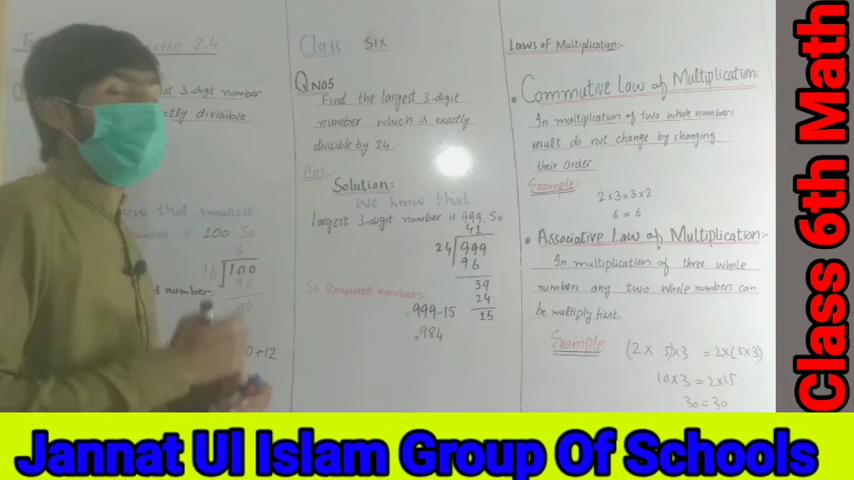 2.4
3-digit number
divisible
that smallest
100. So
6
16
100
96
04
number.
0+12
Class: Six
Q No5
Find the largest 3-digit
number which is exactly
divisible by 24
Ans.
Solution:
We know that
largest 3-digit number is 999. So
41
24
999
96
39
24
15
So Required numbers.
=999-15
=984
Laws of Multiplication:-
• Commutive Law of Multiplication:
In multiplication of two whole number:
result do not change by changing
their order.
Example:
2×3=3×2
6=6
• Associative Law of Multiplication:-
In multiplication of three whole
numbers any two whole numbers can
be multiply first.
Example:
(2× 5)×3 =2×(5×3)
10×3=2×15
30=30
Class 6th Math
Jannat Ul Islam Group Of Schools